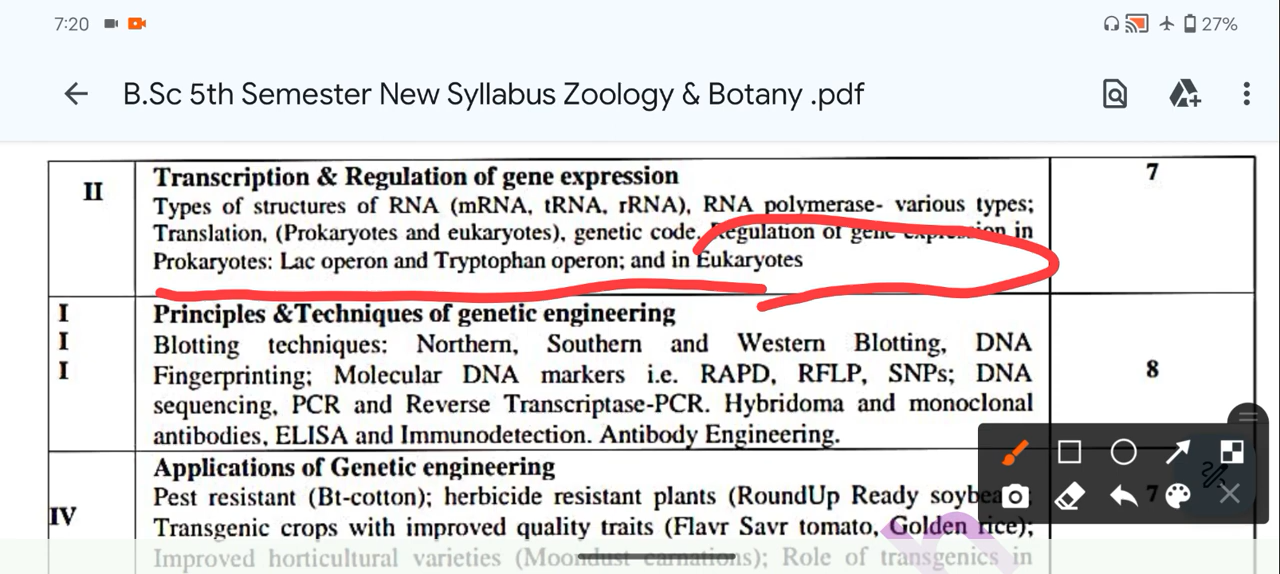 7:20
27%
B.Sc 5th Semester New Syllabus Zoology & Botany .pdf
II
Transcription & Regulation of gene expression
7
Types of structures of RNA (mRNA, tRNA, rRNA), RNA polymerase- various types;
Translation, (Prokaryotes and eukaryotes), genetic code. Regulation of gene expression in
Prokaryotes: Lac operon and Tryptophan operon; and in Eukaryotes
I
I
I
Principles &Techniques of genetic engineering
Blotting techniques: Northern, Southern and Western Blotting, DNA
Fingerprinting; Molecular DNA markers i.e. RAPD, RFLP, SNPs; DNA
8
sequencing, PCR and Reverse Transcriptase-PCR. Hybridoma and monoclonal
antibodies, ELISA and Immunodetection. Antibody Engineering.
IV
Applications of Genetic engineering
Pest resistant (Bt-cotton); herbicide resistant plants (RoundUp Ready
7
Transgenic crops with improved quality traits (Flavr Savr tomato, Golden rice);
Improved horticultural varieties (Moondust carnations); Role of transgenics in